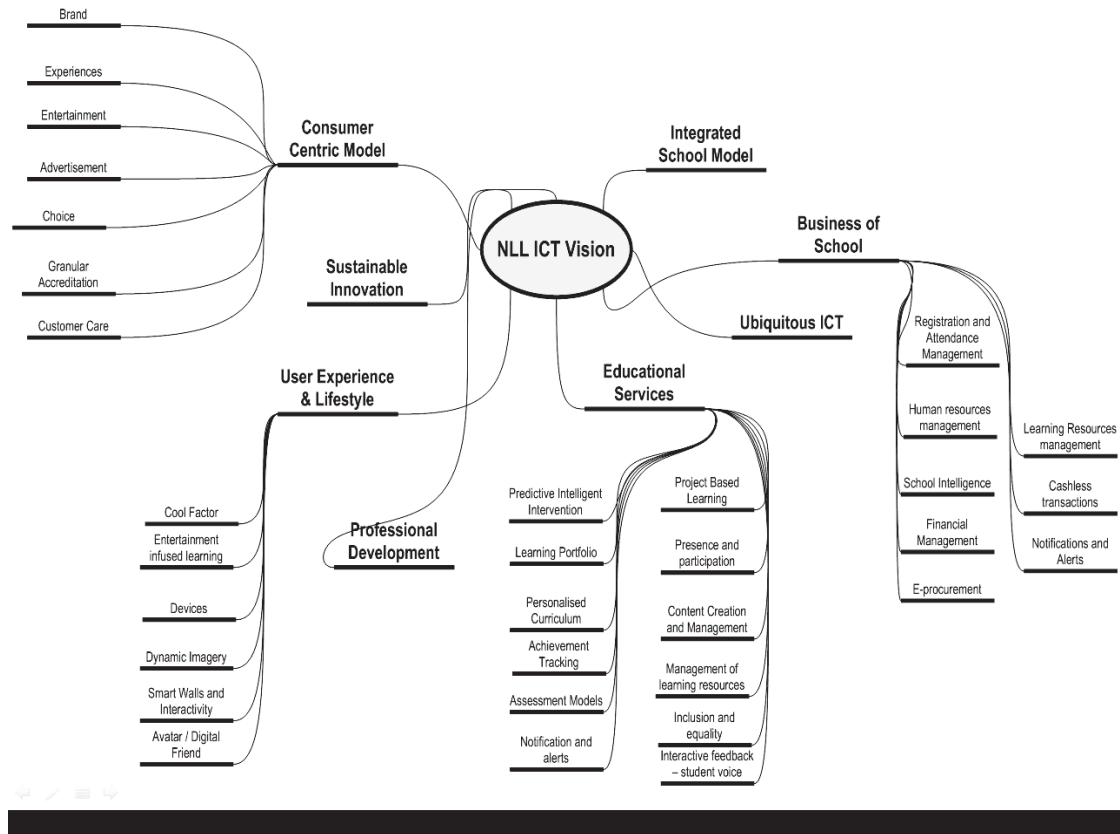 NLL ICT Vision
Consumer
Centric Model
Brand
Experiences
Entertainment
Advertisement
Choice
Granular
Accreditation
Customer Care
Sustainable
Innovation
User Experience
& Lifestyle
Cool Factor
Entertainment
infused learning
Devices
Dynamic Imagery
Smart Walls and
Interactivity
Avatar / Digital
Friend
Professional
Development
Educational
Services
Predictive Intelligent
Intervention
Learning Portfolio
Personalised
Curriculum
Achievement
Tracking
Assessment Models
Notification and
alerts
Project Based
Learning
Presence and
participation
Content Creation
and Management
Management of
learning resources
Inclusion and
equality
Interactive feedback
– student voice
Integrated
School Model
Business of
School
Registration and
Attendance
Management
Human resources
management
School Intelligence
Financial
Management
E-procurement
Learning Resources
management
Cashless
transactions
Notifications and
Alerts
Ubiquitous ICT